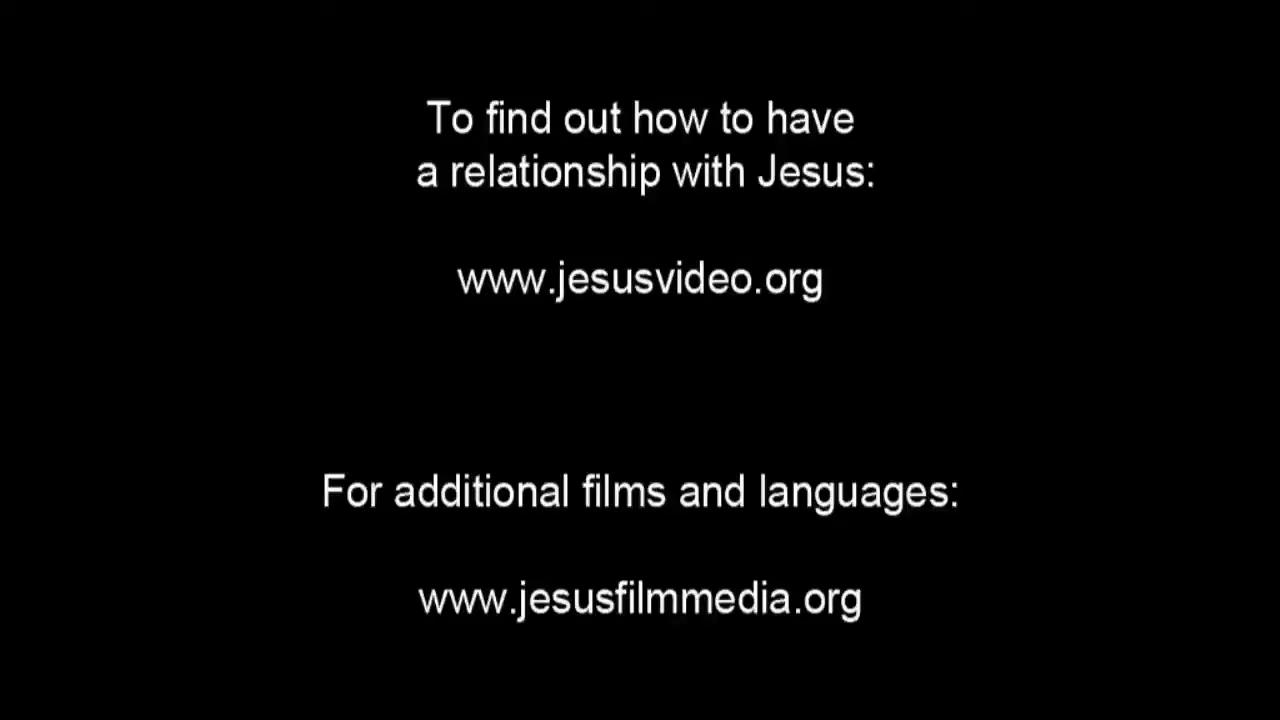 To find out how to have
a relationship with Jesus:
www.jesusvideo.org
For additional films and languages:
www.jesusfilmmedia.org